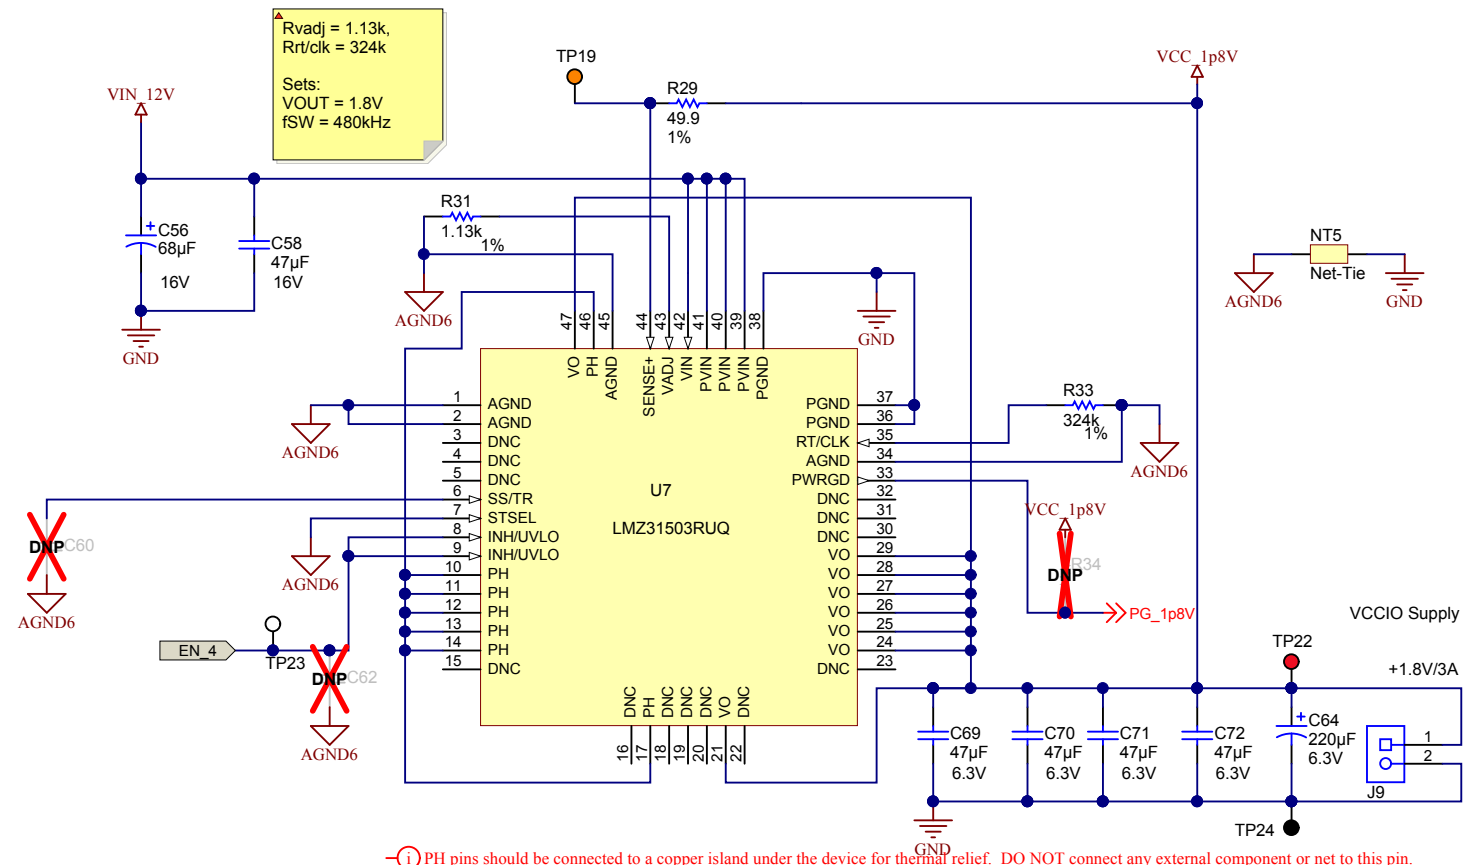 Rvadj = 1.13k,
Rrt/clk = 324k
Sets:
VOUT = 1.8V
fSW = 480kHz
VIN_12V
TP19
R29
49.9
1%
VCC_1p8V
C56
68µF
16V
C58
47µF
16V
GND
R31
1.13k
1%
AGND6
GND
NT5
Net-Tie
AGND6
GND
47
46
45
44
43
42
41
40
39
38
VO
PH
AGND
SENSE+
VADJ
VIN
PVIN
PVIN
PVIN
PGND
1 AGND
2 AGND
3 DNC
4 DNC
5 DNC
6 SS/TR
7 STSEL
8 INH/UVLO
9 INH/UVLO
10 PH
11 PH
12 PH
13 PH
14 PH
15 DNC
U7
LMZ31503RUQ
PGND 37
PGND 36
RT/CLK 35
AGND 34
PWRGD 33
DNC 32
DNC 31
DNC 30
VO 29
VO 28
VO 27
VO 26
VO 25
VO 24
DNC 23
DNC
PH
DNC
DNC
DNC
VO
DNC
16
17
18
19
20
21
22
AGND6
DNP C60
AGND6
AGND6
EN_4
TP23
DNP C62
AGND6
R33
324k
1%
AGND6
VCC_1p8V
R34
DNP
PG_1p8V
VCCIO Supply
TP22
+1.8V/3A
C69
47µF
6.3V
C70
47µF
6.3V
C71
47µF
6.3V
C72
47µF
6.3V
C64
220µF
6.3V
1
2
J9
TP24
GND
i PH pins should be connected to a copper island under the device for thermal relief. DO NOT connect any external component or net to this pin.